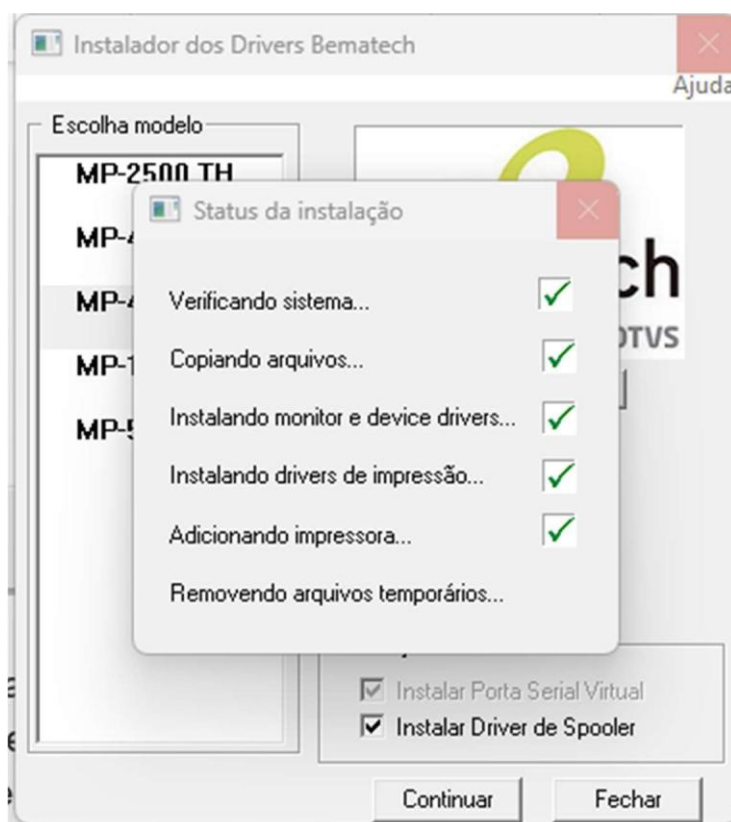 Instalador dos Drivers Bematech
Ajuda
Escolha modelo
MP-2500 TH
Status da instalação
Verificando sistema...
Copiando arquivos...
Instalando monitor e device drivers...
Instalando drivers de impressão...
Adicionando impressora...
Removendo arquivos temporários...
Instalar Porta Serial Virtual
Instalar Driver de Spooler
Continuar
Fechar